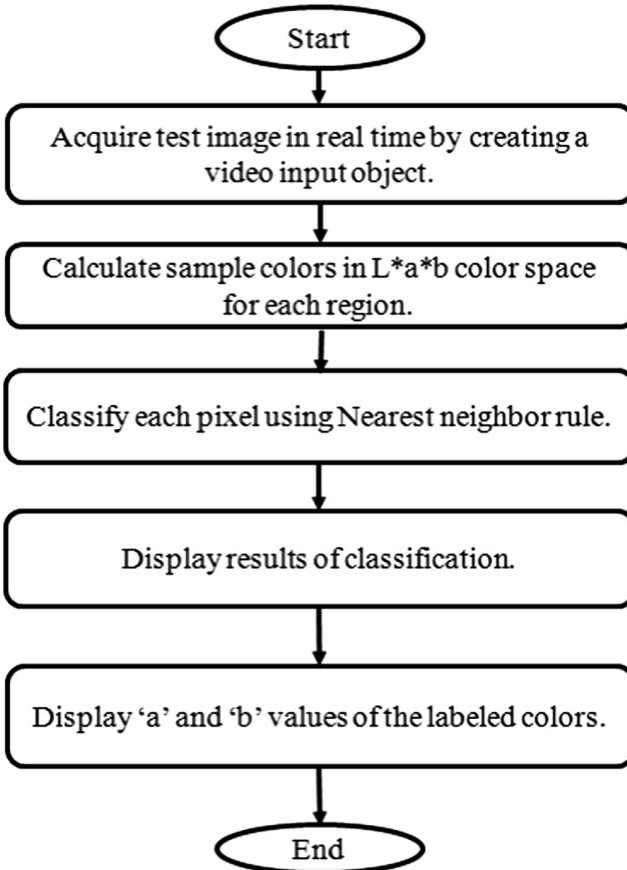 Start
Acquire test image in real time by creating a
video input object.
Calculate sample colors in L*a*b color space
for each region.
Classify each pixel using Nearest neighbor rule.
Display results of classification.
Display ‘a’ and ‘b’ values of the labeled colors.
End